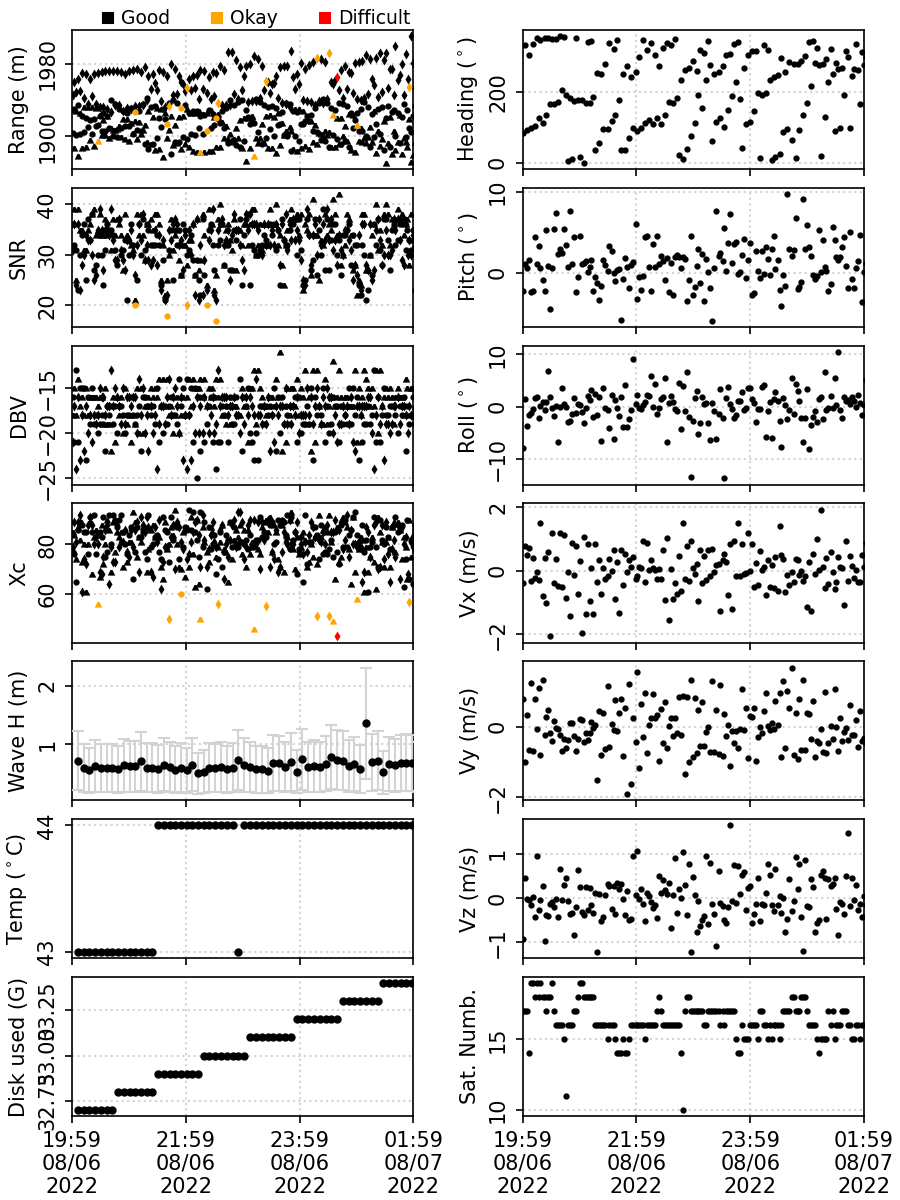 Good Okay Difficult
Range (m)
1980
1900
Heading (°)
200
0
SNR
40
30
20
Pitch (°)
10
0
DBV
−15
−20
−25
Roll (°)
10
0
−10
Xc
80
60
Vx (m/s)
2
0
−2
Wave H (m)
2
1
Vy (m/s)
0
−2
Temp (°C)
44
43
Vz (m/s)
1
0
−1
Disk used (G)
33.25
33.00
32.75
Sat. Numb.
15
10
19:59 21:59 23:59 01:59
08/06 08/06 08/06 08/07
2022 2022 2022 2022
19:59 21:59 23:59 01:59
08/06 08/06 08/06 08/07
2022 2022 2022 2022